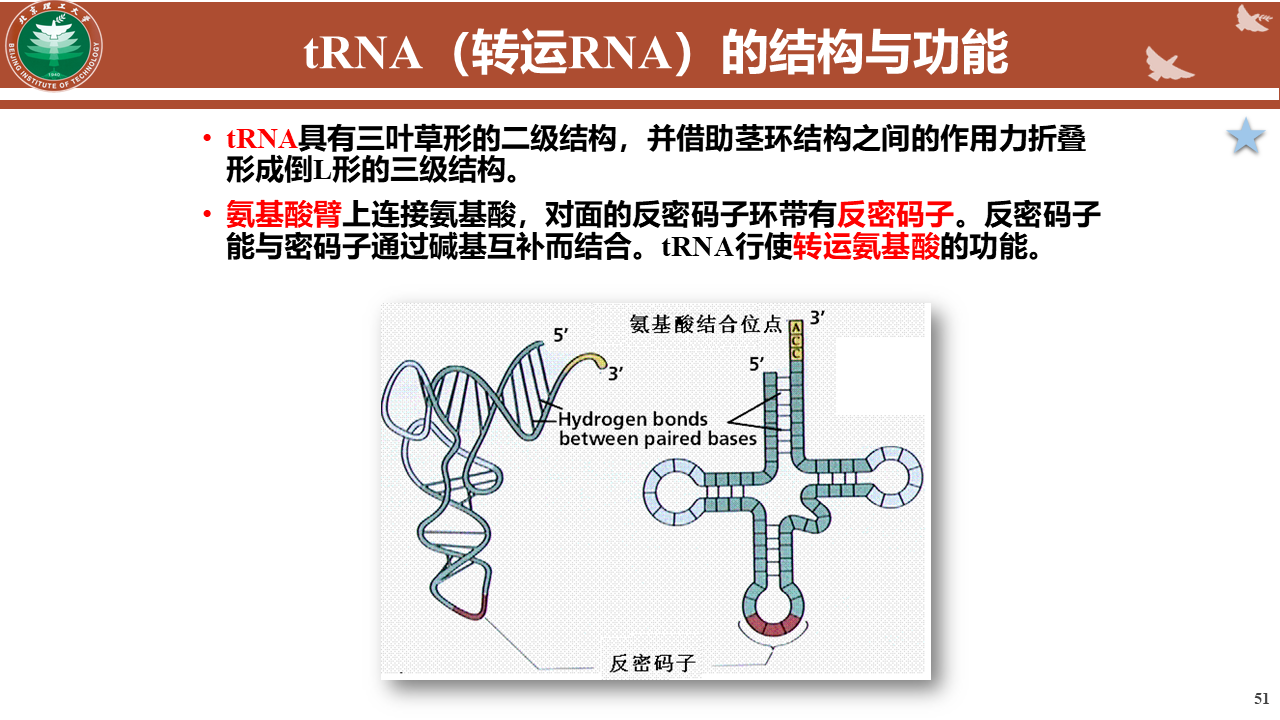 北京理工大学
BEIJING INSTITUTE OF TECHNOLOGY
1940
tRNA（转运RNA）的结构与功能
• tRNA具有三叶草形的二级结构，并借助茎环结构之间的作用力折叠
形成倒L形的三级结构。
• 氨基酸臂上连接氨基酸，对面的反密码子环带有反密码子。反密码子
能与密码子通过碱基互补而结合。tRNA行使转运氨基酸的功能。
氨基酸结合位点
A
C
C
3′
5′
5′
3′
Hydrogen bonds
between paired bases
反密码子
51